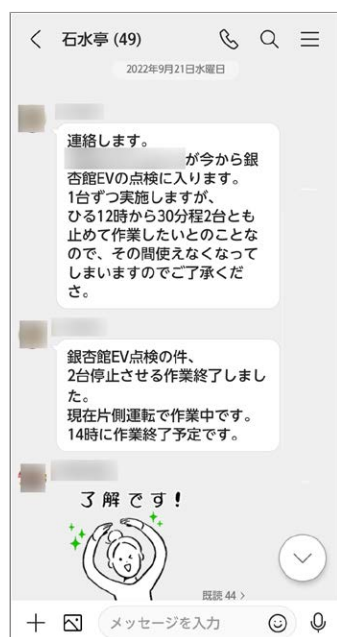 石水亭 (49)
2022年9月21日水曜日
連絡します。
が今から銀
杏館EVの点検に入ります。
1台ずつ実施しますが、
ひる12時から30分程2台とも
止めて作業したいとのことな
ので、その間使えなくなって
しまいますのでご了承くだ
さ。
銀杏館EV点検の件、
2台停止させる作業終了しまし
た。
現在片側運転で作業中です。
14時に作業終了予定です。
了解です!
既読 44 >
メッセージを入力